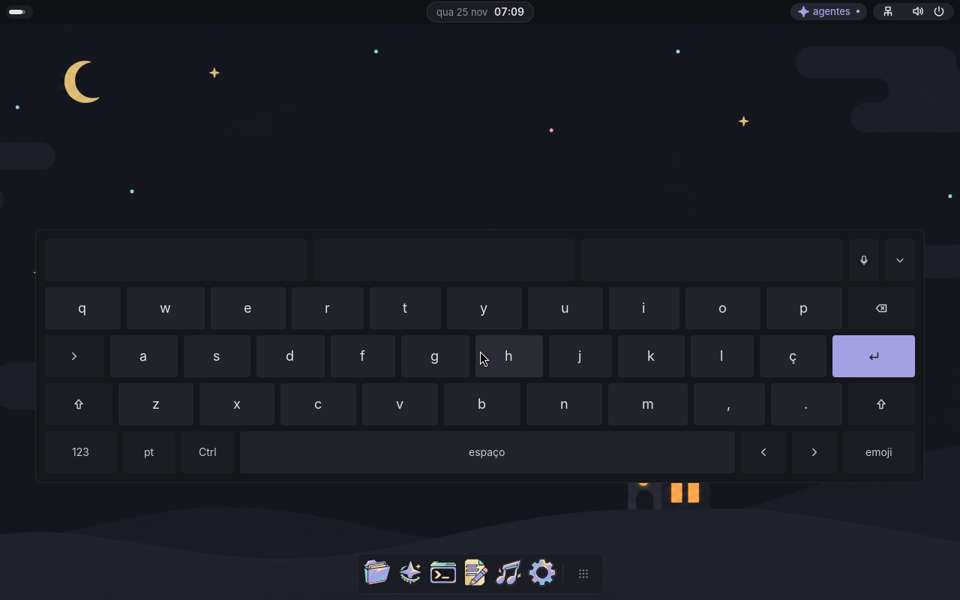 qua 25 nov 07:09
agentes
q w e r t y u i o p
a s d f g h j k l ç
z x c v b n m , .
123 pt Ctrl espaço emoji